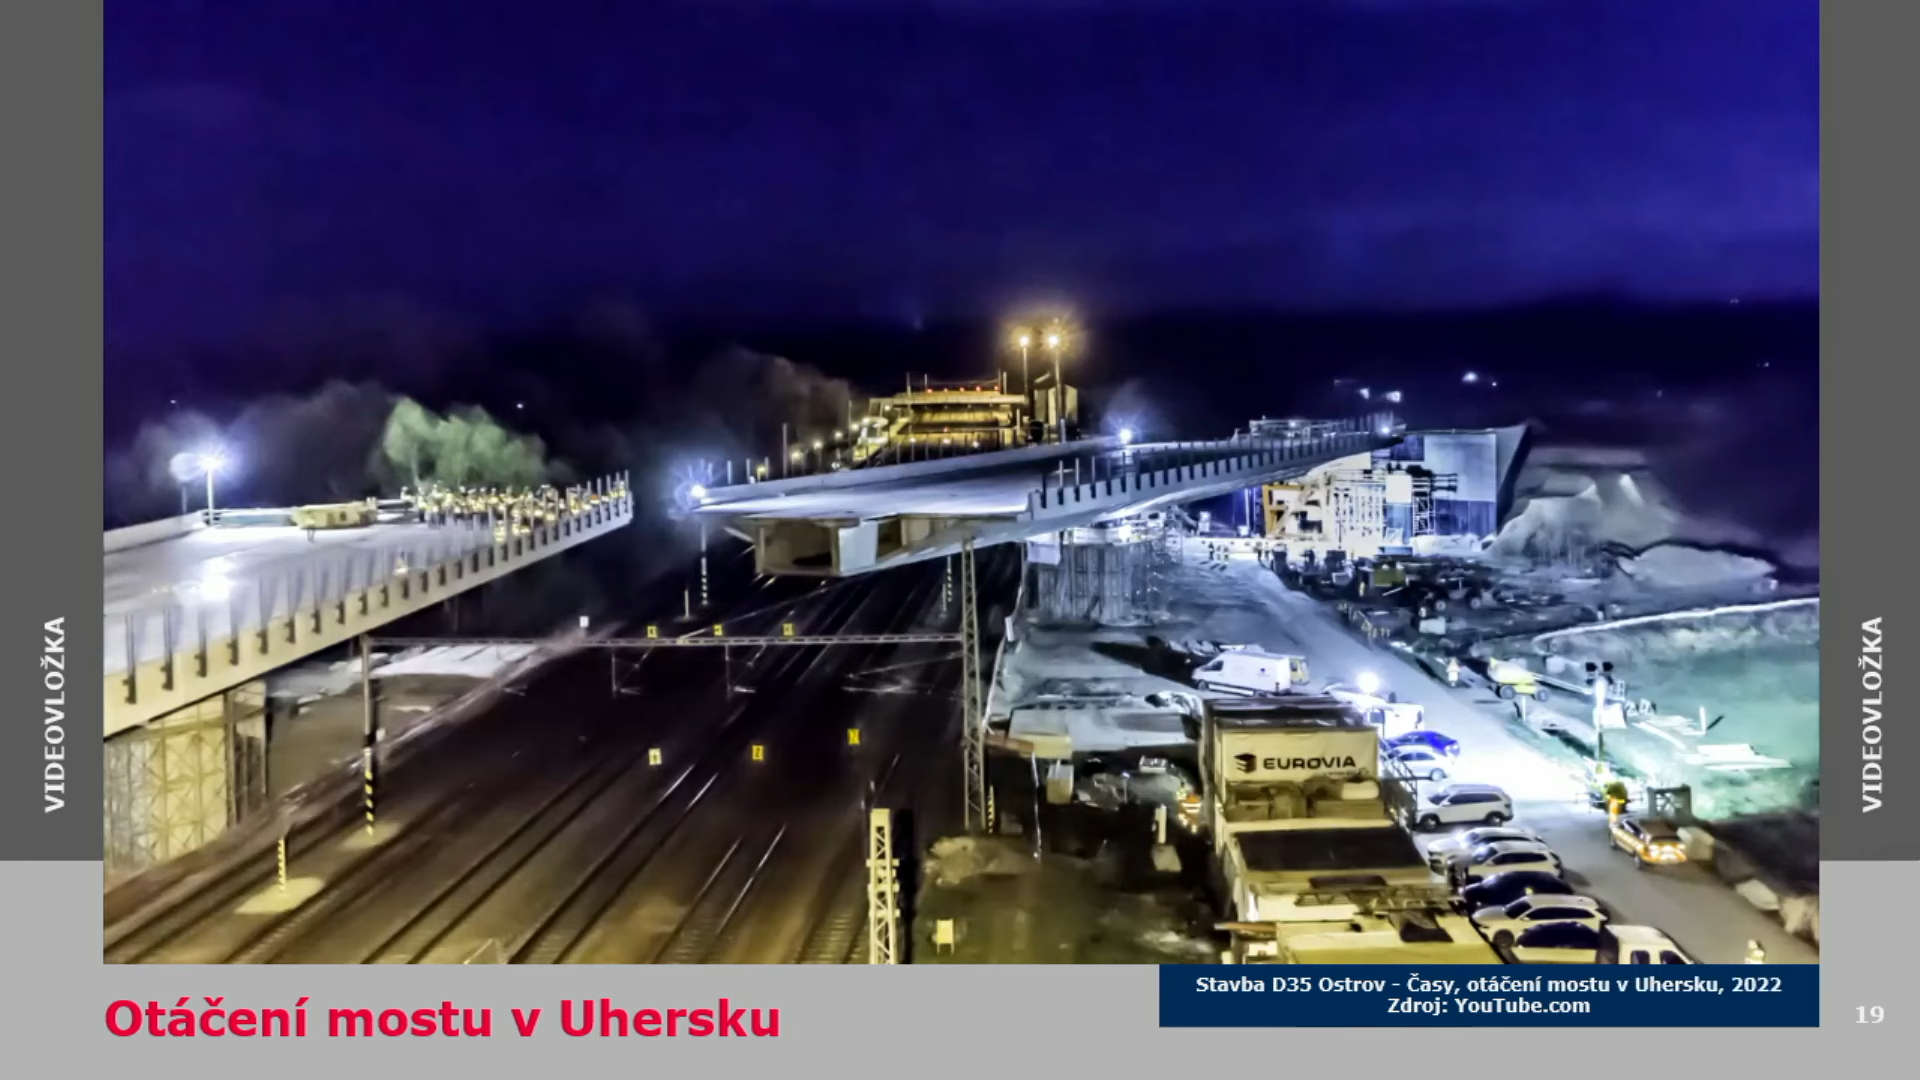 VIDEOVLOŽKA
VIDEOVLOŽKA
EUROVIA
Otáčení mostu v Uhersku
Stavba D35 Ostrov - Časy, otáčení mostu v Uhersku, 2022
Zdroj: YouTube.com
19